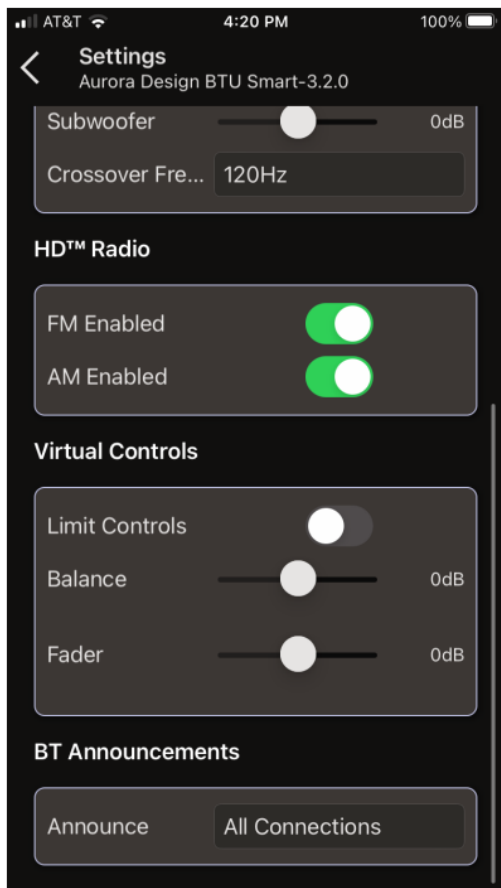 AT&T 4:20 PM 100%
Settings
Aurora Design BTU Smart-3.2.0
Subwoofer 0dB
Crossover Fre... 120Hz
HD™ Radio
FM Enabled
AM Enabled
Virtual Controls
Limit Controls
Balance 0dB
Fader 0dB
BT Announcements
Announce All Connections